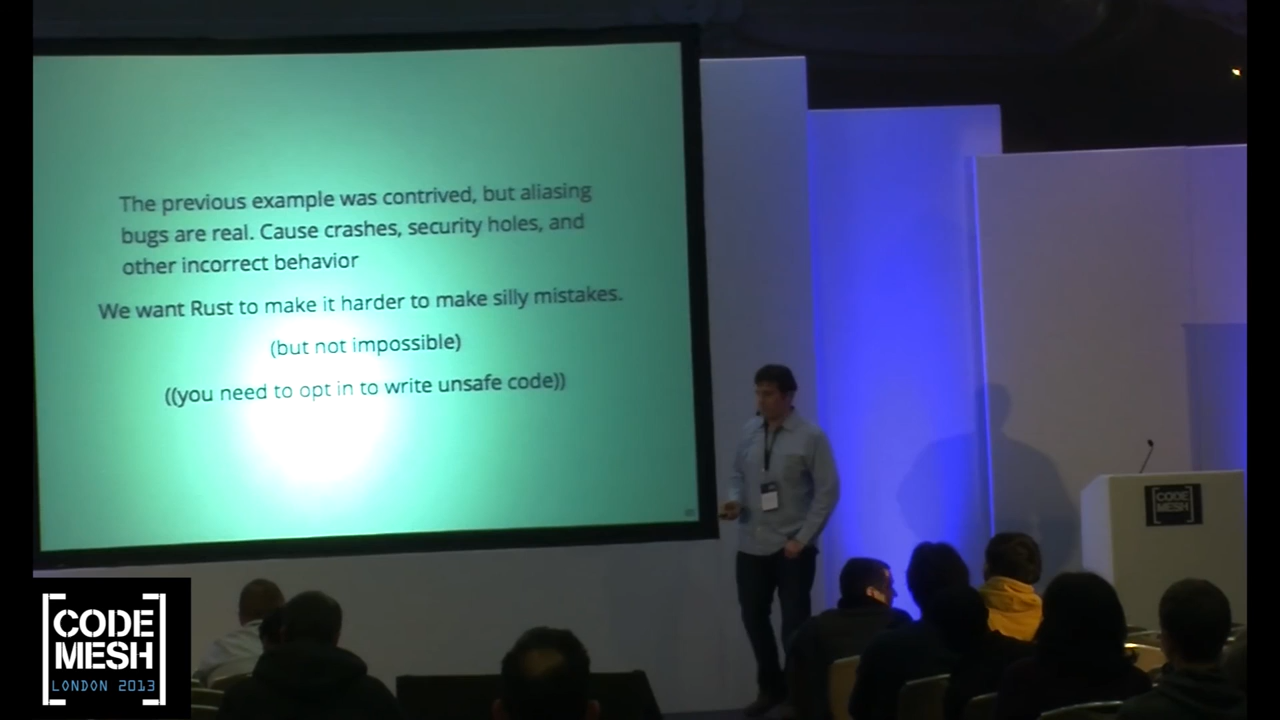 The previous example was contrived, but aliasing
bugs are real. Cause crashes, security holes, and
other incorrect behavior
We want Rust to make it harder to make silly mistakes.
(but not impossible)
((you need to opt in to write unsafe code))
CODE
MESH
CODE
MESH
LONDON 2013